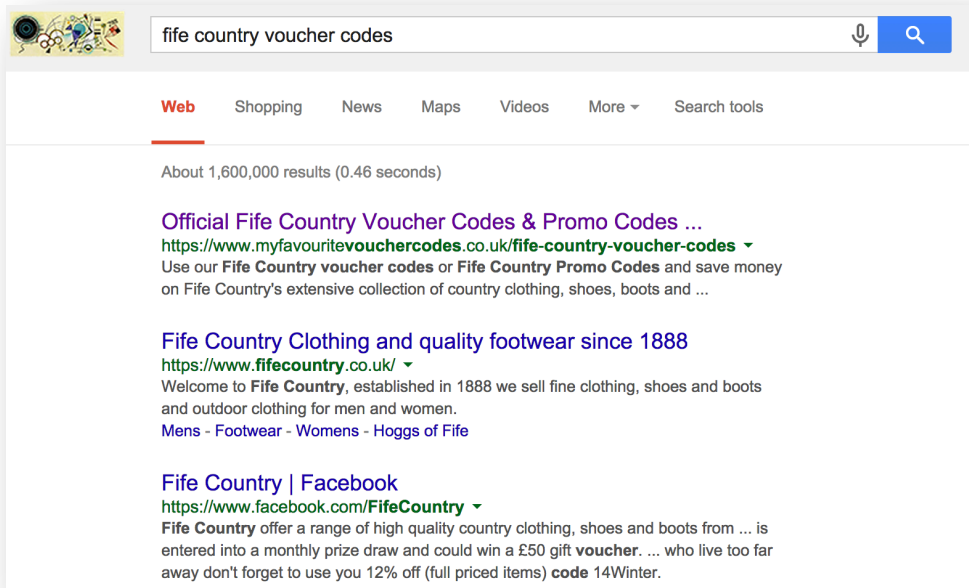 fife country voucher codes
Web Shopping News Maps Videos More Search tools
About 1,600,000 results (0.46 seconds)
Official Fife Country Voucher Codes & Promo Codes ...
https://www.myfavouritevouchercodes.co.uk/fife-country-voucher-codes
Use our Fife Country voucher codes or Fife Country Promo Codes and save money
on Fife Country's extensive collection of country clothing, shoes, boots and ...
Fife Country Clothing and quality footwear since 1888
https://www.fifecountry.co.uk/
Welcome to Fife Country, established in 1888 we sell fine clothing, shoes and boots
and outdoor clothing for men and women.
Mens - Footwear - Womens - Hoggs of Fife
Fife Country | Facebook
https://www.facebook.com/FifeCountry
Fife Country offer a range of high quality country clothing, shoes and boots from ... is
entered into a monthly prize draw and could win a £50 gift voucher. ... who live too far
away don't forget to use you 12% off (full priced items) code 14Winter.